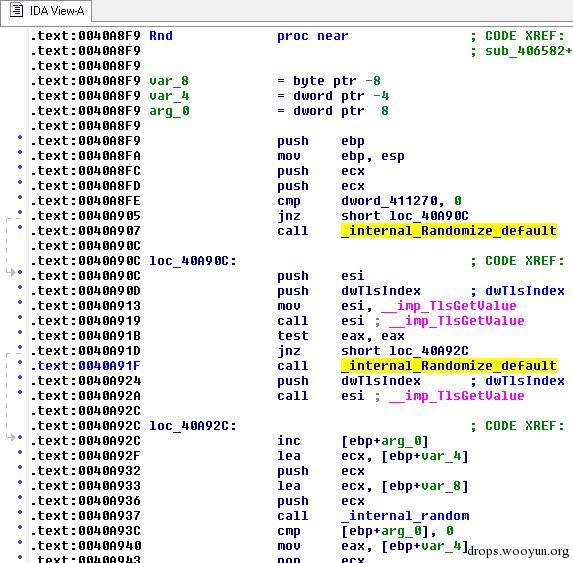 IDA View-A
.text:0040A8F9 Rnd proc near ; CODE XREF:
.text:0040A8F9 ; sub_406582+
.text:0040A8F9
.text:0040A8F9 var_8 = byte ptr -8
.text:0040A8F9 var_4 = dword ptr -4
.text:0040A8F9 arg_0 = dword ptr 8
.text:0040A8F9
.text:0040A8F9 push ebp
.text:0040A8FA mov ebp, esp
.text:0040A8FC push ecx
.text:0040A8FD push ecx
.text:0040A8FE cmp dword_411270, 0
.text:0040A905 jnz short loc_40A90C
.text:0040A907 call _internal_Randomize_default
.text:0040A90C
.text:0040A90C loc_40A90C: ; CODE XREF:
.text:0040A90C push esi
.text:0040A90D push dwTlsIndex ; dwTlsIndex
.text:0040A913 mov esi, __imp_TlsGetValue
.text:0040A919 call esi ; __imp_TlsGetValue
.text:0040A91B test eax, eax
.text:0040A91D jnz short loc_40A92C
.text:0040A91F call _internal_Randomize_default
.text:0040A924 push dwTlsIndex ; dwTlsIndex
.text:0040A92A call esi ; __imp_TlsGetValue
.text:0040A92C
.text:0040A92C loc_40A92C: ; CODE XREF:
.text:0040A92C inc [ebp+arg_0]
.text:0040A92F lea ecx, [ebp+var_4]
.text:0040A932 push ecx
.text:0040A933 lea ecx, [ebp+var_8]
.text:0040A936 push ecx
.text:0040A937 call _internal_random
.text:0040A93C cmp [ebp+arg_0], 0
.text:0040A940 mov eax, [ebp+var_4]
.text:0040A943 pop ecx
drops.wooyun.org